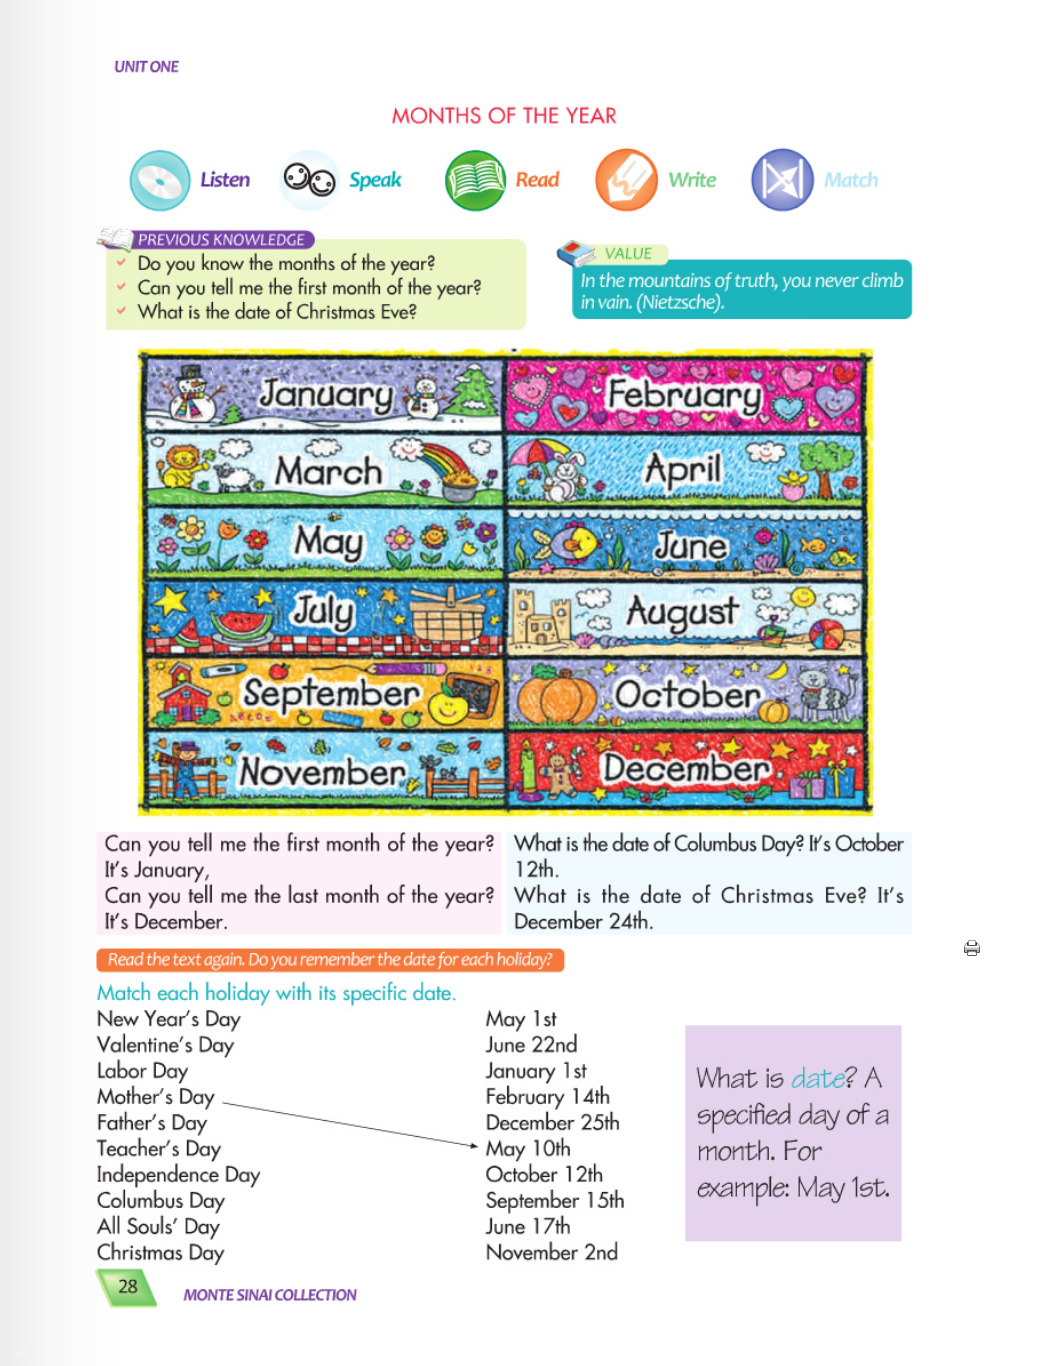 UNIT ONE
MONTHS OF THE YEAR
Listen
Speak
Read
Write
Match
PREVIOUS KNOWLEDGE
Do you know the months of the year?
Can you tell me the first month of the year?
What is the date of Christmas Eve?
VALUE
In the mountains of truth, you never climb
in vain. (Nietzsche).
January
February
March
April
May
June
July
August
September
October
November
December
Can you tell me the first month of the year?
It's January,
Can you tell me the last month of the year?
It's December.
What is the date of Columbus Day? It's October
12th.
What is the date of Christmas Eve? It's
December 24th.
Read the text again. Do you remember the date for each holiday?
Match each holiday with its specific date.
New Year's Day
Valentine's Day
Labor Day
Mother's Day
Father's Day
Teacher's Day
Independence Day
Columbus Day
All Souls' Day
Christmas Day
May 1st
June 22nd
January 1st
February 14th
December 25th
May 10th
October 12th
September 15th
June 17th
November 2nd
What is date? A
specified day of a
month. For
example: May 1st.
28
MONTE SINAI COLLECTION